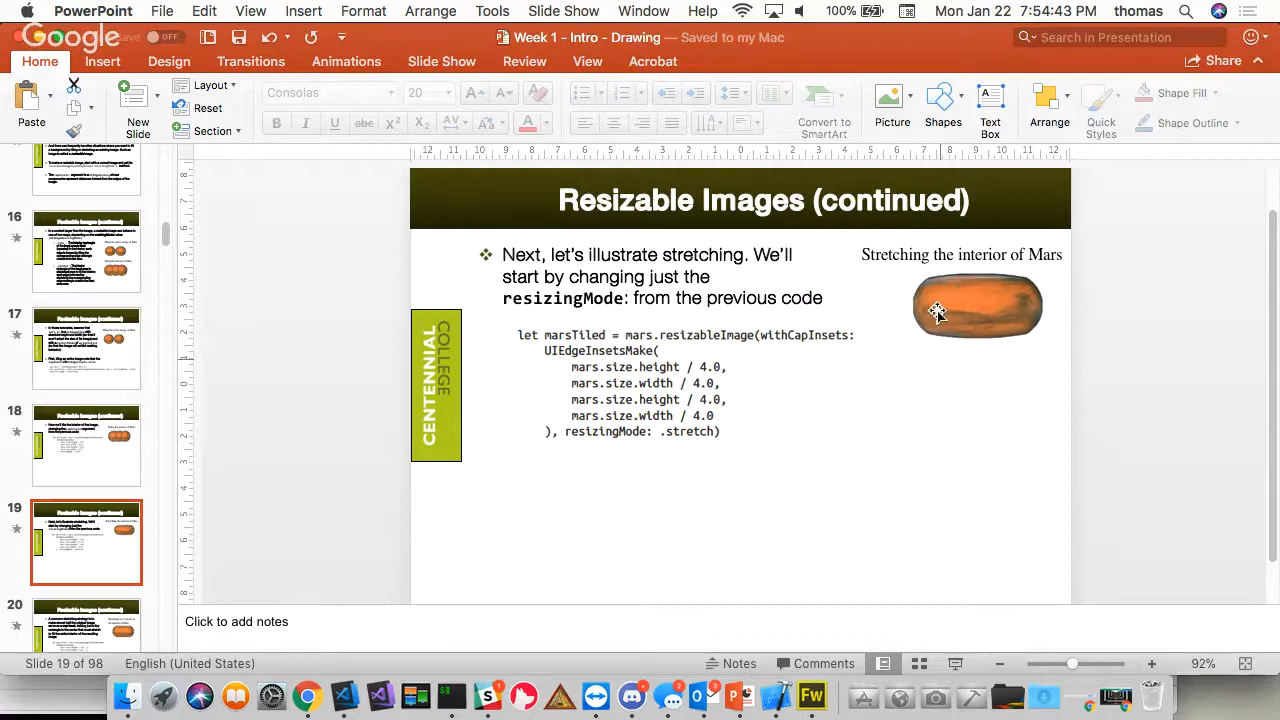 PowerPoint File Edit View Insert Format Arrange Tools Slide Show Window Help 100% Mon Jan 22 7:54:43 PM thomas
Google
OFF
Week 1 - Intro - Drawing — Saved to my Mac
Search in Presentation
Home Insert Design Transitions Animations Slide Show Review View Acrobat Share
Paste
New Slide
Layout
Reset
Section
Consolas 20
Convert to SmartArt
Picture
Shapes
Text Box
Arrange
Quick Styles
Shape Fill
Shape Outline
16
17
18
19
20
Resizable Images (continued)
Next, let's illustrate stretching. We'll
start by changing just the
resizingMode: from the previous code
Stretching the intertor of Mars
let marsTiled = mars.resizableImage(withCapInsets:
UIEdgeInsetsMake(
mars.size.height / 4.0,
mars.size.width / 4.0,
mars.size.height / 4.0,
mars.size.width / 4.0
), resizingMode: .stretch)
CENTENNIAL
COLLEGE
Click to add notes
Slide 19 of 98 English (United States) Notes Comments 92%